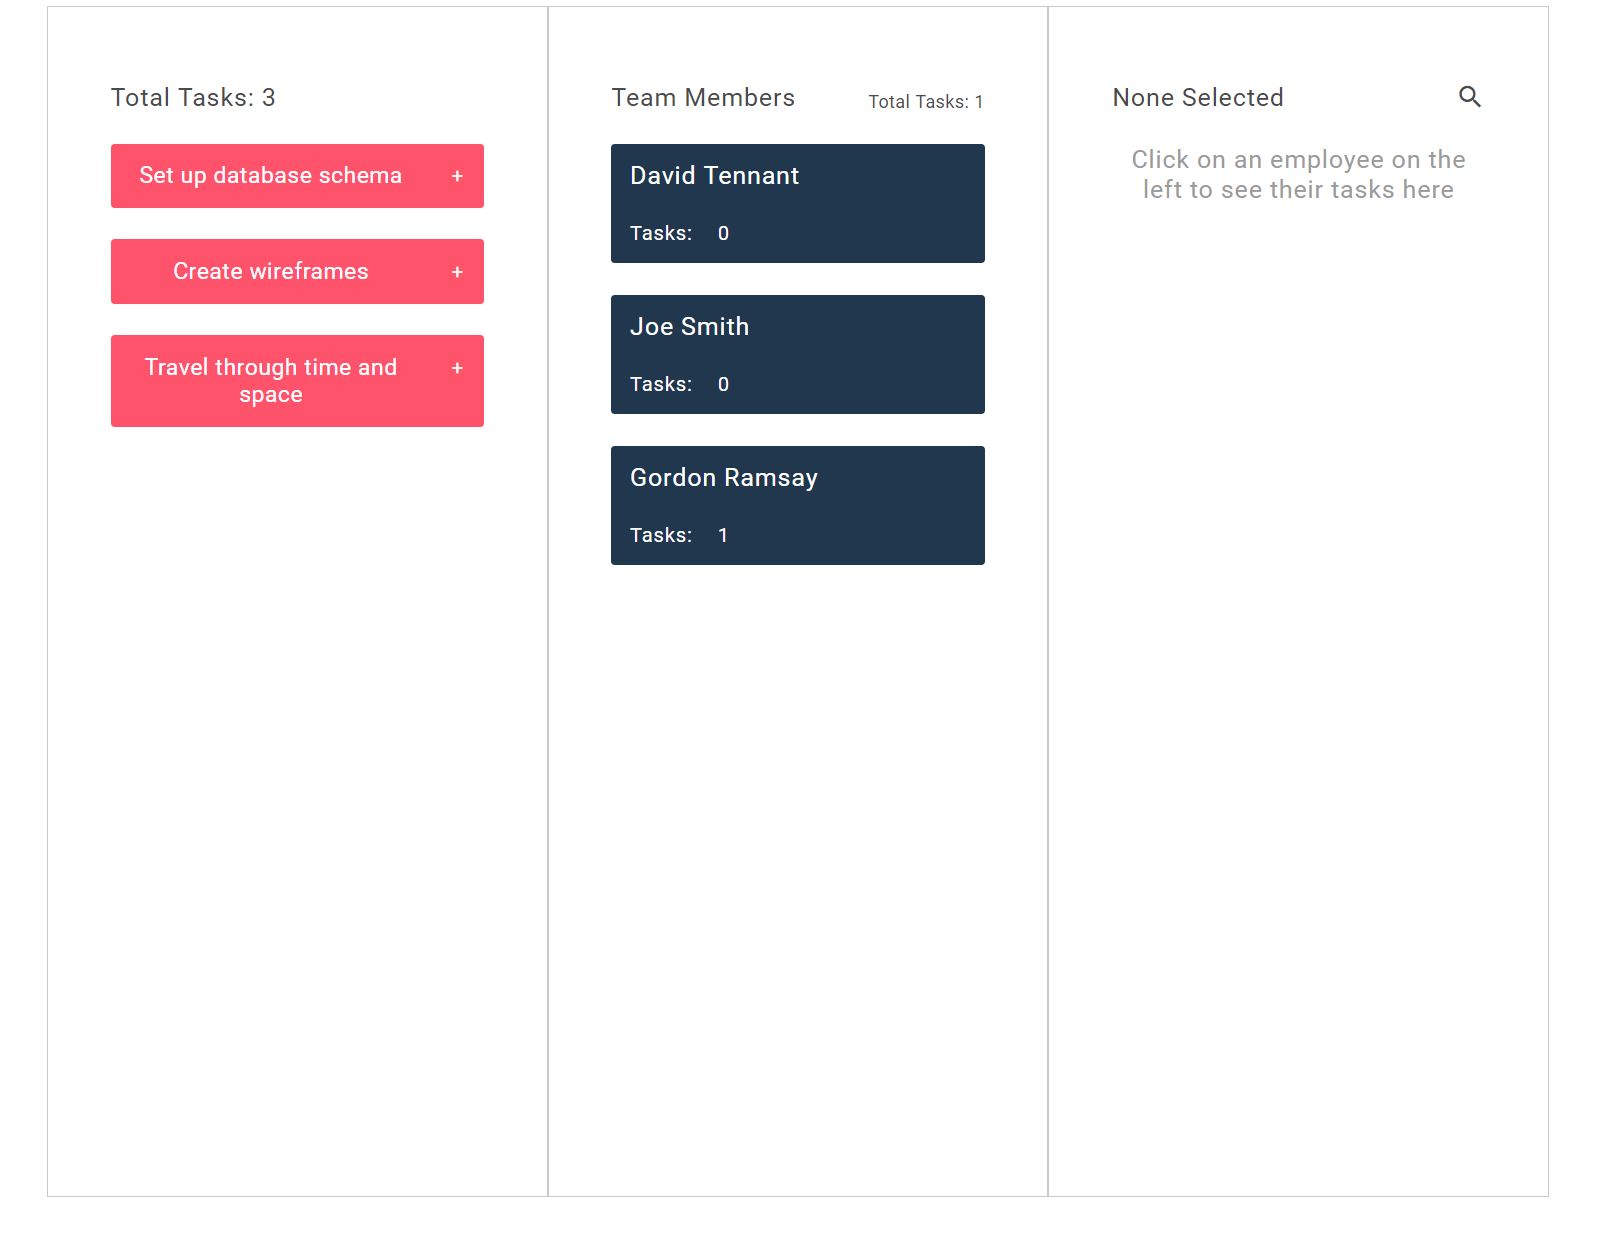 Total Tasks: 3
Set up database schema +
Create wireframes +
Travel through time and +
space
Team Members Total Tasks: 1
David Tennant
Tasks: 0
Joe Smith
Tasks: 0
Gordon Ramsay
Tasks: 1
None Selected
Click on an employee on the
left to see their tasks here